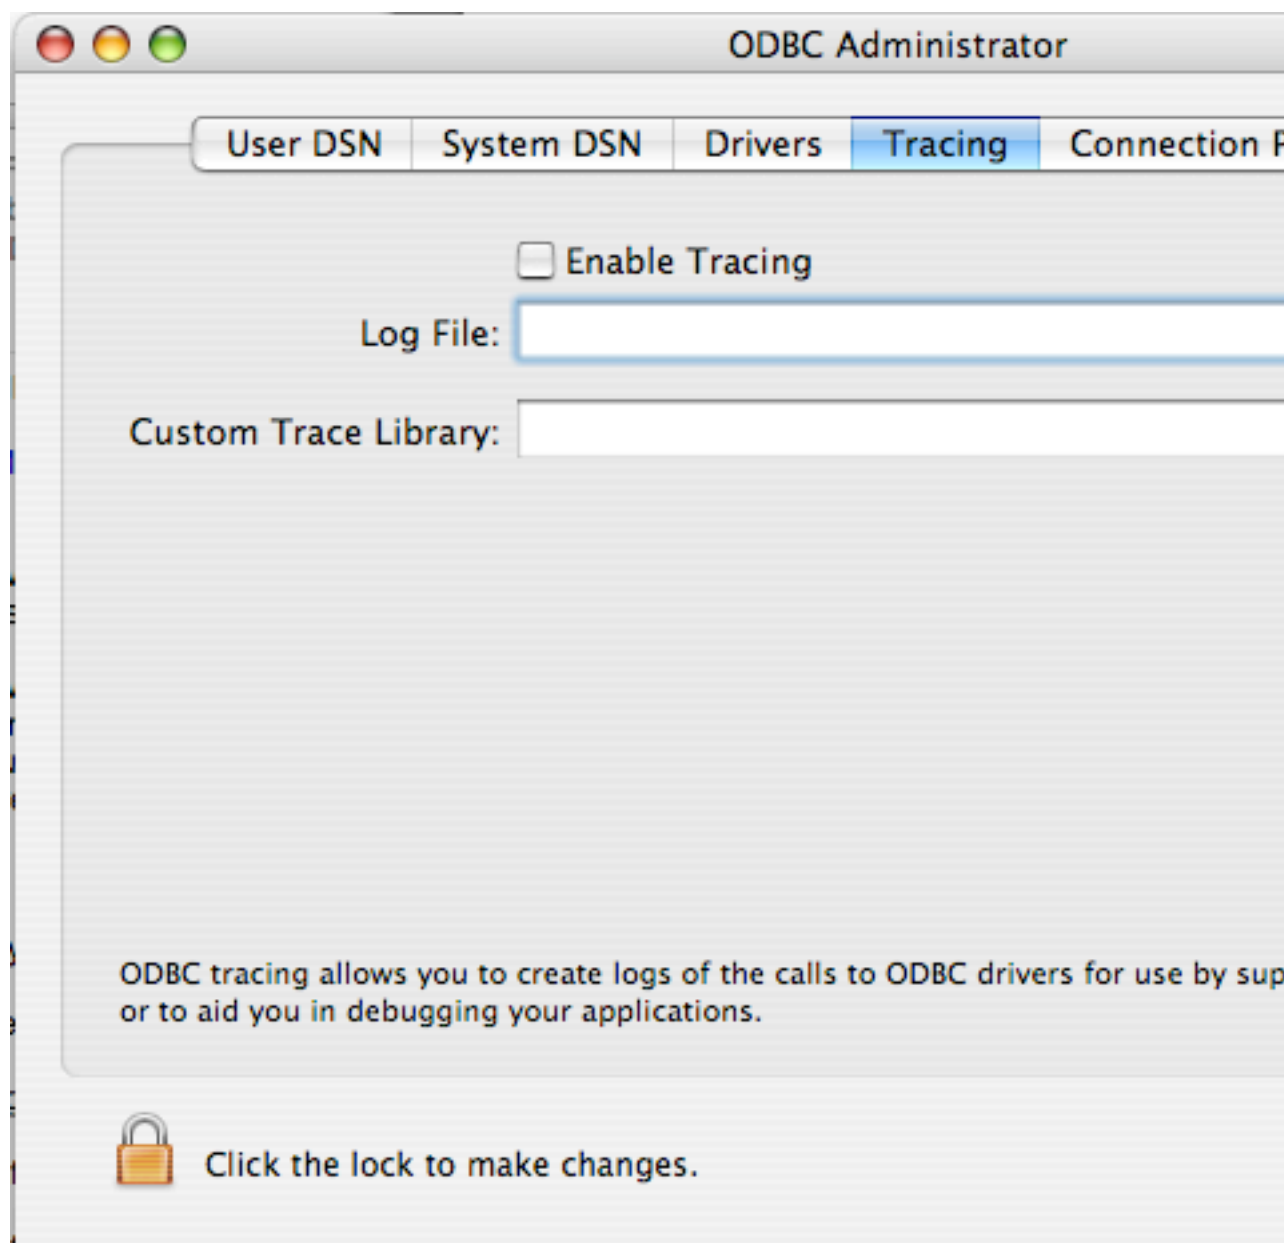 ODBC Administrator
User DSN System DSN Drivers Tracing Connection
Enable Tracing
Log File:
Custom Trace Library:
ODBC tracing allows you to create logs of the calls to ODBC drivers for use by
or to aid you in debugging your applications.
Click the lock to make changes.